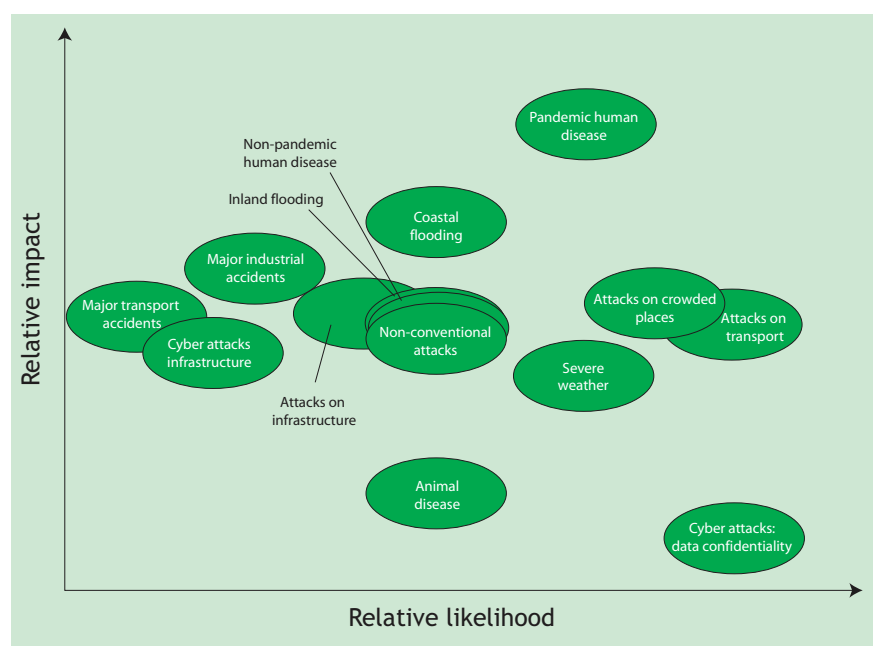 Pandemic human
disease
Non-pandemic
human disease
Inland flooding
Coastal
flooding
Major industrial
accidents
Major transport
accidents
Attacks on crowded
places
Attacks on
transport
Non-conventional
attacks
Cyber attacks
infrastructure
Severe
weather
Attacks on
infrastructure
Animal
disease
Cyber attacks:
data confidentiality
Relative impact
Relative likelihood